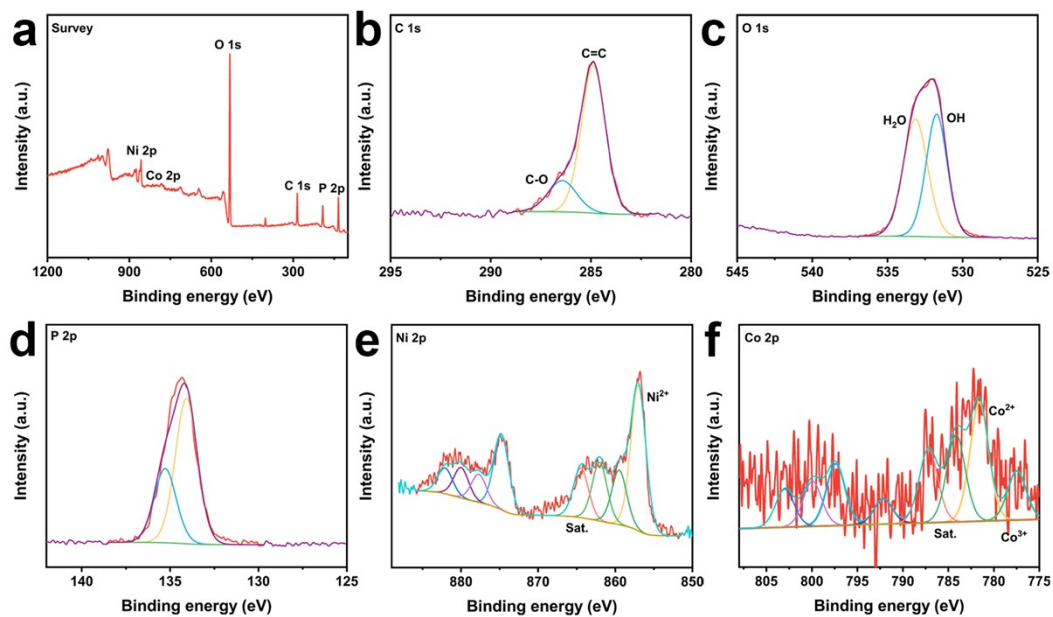 a
Survey
O 1s
Ni 2p
Co 2p
C 1s
P 2p
Intensity (a.u.)
1200
900
600
300
Binding energy (eV)
b
C 1s
C=C
C-O
Intensity (a.u.)
295
290
285
280
Binding energy (eV)
c
O 1s
H₂O
OH
Intensity (a.u.)
545
540
535
530
525
Binding energy (eV)
d
P 2p
Intensity (a.u.)
140
135
130
125
Binding energy (eV)
e
Ni 2p
Ni²⁺
Sat.
Intensity (a.u.)
880
870
860
850
Binding energy (eV)
f
Co 2p
Co²⁺
Sat.
Co³⁺
Intensity (a.u.)
805
800
795
790
785
780
775
Binding energy (eV)